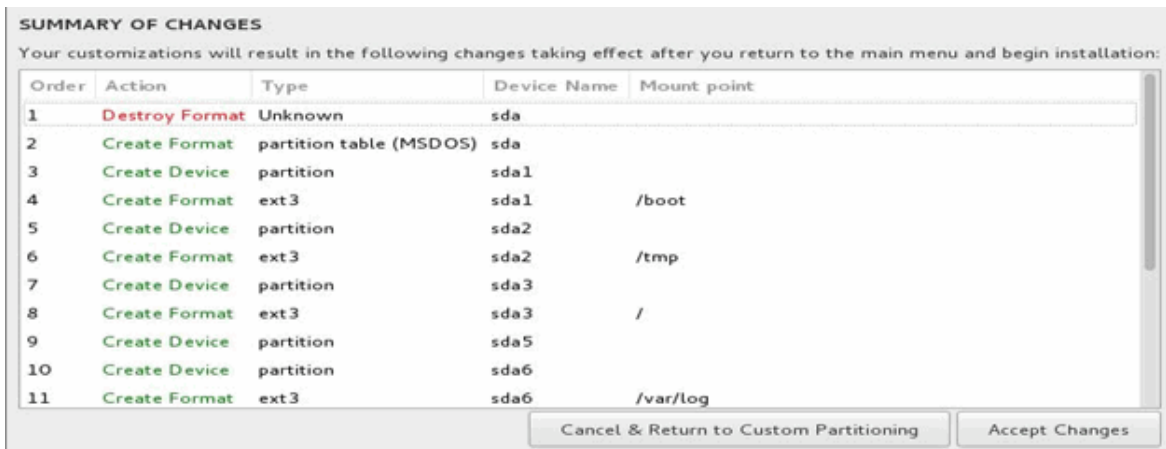 SUMMARY OF CHANGES
Your customizations will result in the following changes taking effect after you return to the main menu and begin installation:
Order Action Type Device Name Mount point
1 Destroy Format Unknown sda
2 Create Format partition table (MSDOS) sda
3 Create Device partition sda1
4 Create Format ext3 sda1 /boot
5 Create Device partition sda2
6 Create Format ext3 sda2 /tmp
7 Create Device partition sda3
8 Create Format ext3 sda3 /
9 Create Device partition sda5
10 Create Device partition sda6
11 Create Format ext3 sda6 /var/log
Cancel & Return to Custom Partitioning Accept Changes